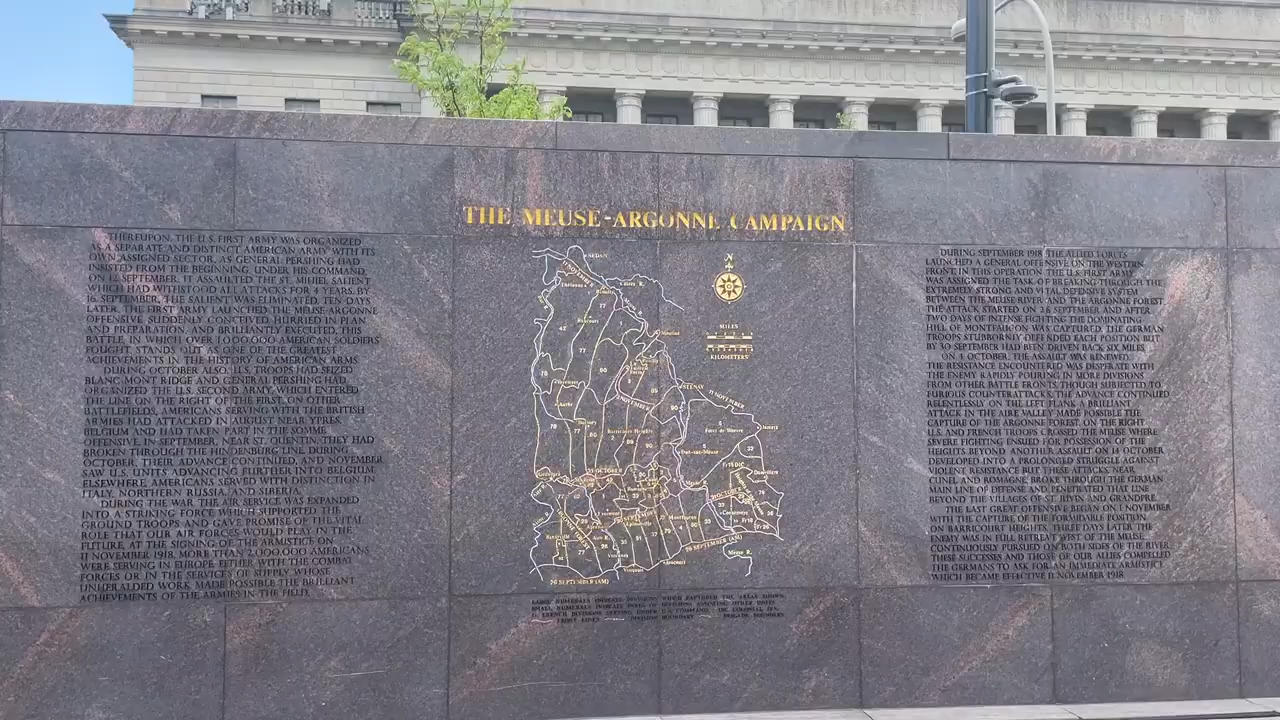 THE MEUSE-ARGONNE CAMPAIGN
THEREUPON, THE U.S. FIRST ARMY WAS ORGANIZED
AS A SEPARATE AND DISTINCT AMERICAN ARMY WITH ITS
OWN ASSIGNED SECTOR, AS GENERAL PERSHING HAD
INSISTED FROM THE BEGINNING. UNDER HIS COMMAND,
ON 12 SEPTEMBER, IT ASSAULTED THE ST. MIHIEL SALIENT
WHICH HAD WITHSTOOD ALL ATTACKS FOR 4 YEARS. BY
16 SEPTEMBER, THE SALIENT WAS ELIMINATED. TEN DAYS
LATER, THE FIRST ARMY LAUNCHED THE MEUSE-ARGONNE
OFFENSIVE. SUDDENLY CONCEIVED, HURRIED IN PLAN
AND PREPARATION, AND BRILLIANTLY EXECUTED, THIS
BATTLE, IN WHICH OVER 1,000,000 AMERICAN SOLDIERS
FOUGHT, STANDS OUT AS ONE OF THE GREATEST
ACHIEVEMENTS IN THE HISTORY OF AMERICAN ARMS.
DURING OCTOBER ALSO, U.S. TROOPS HAD SEIZED
BLANC MONT RIDGE AND GENERAL PERSHING HAD
ORGANIZED THE U.S. SECOND ARMY, WHICH ENTERED
THE LINE ON THE RIGHT OF THE FIRST. ON OTHER
BATTLEFIELDS, AMERICANS SERVING WITH THE BRITISH
ARMIES HAD ATTACKED IN AUGUST NEAR YPRES,
BELGIUM AND HAD TAKEN PART IN THE SOMME
OFFENSIVE. IN SEPTEMBER, NEAR ST. QUENTIN, THEY HAD
BROKEN THROUGH THE HINDENBURG LINE. DURING
OCTOBER, THEIR ADVANCE CONTINUED, AND NOVEMBER
SAW U.S. UNITS ADVANCING FURTHER INTO BELGIUM.
ELSEWHERE, AMERICANS SERVED WITH DISTINCTION IN
ITALY, NORTHERN RUSSIA, AND SIBERIA.
DURING THE WAR THE AIR SERVICE WAS EXPANDED
INTO A STRIKING FORCE WHICH SUPPORTED THE
GROUND TROOPS AND GAVE PROMISE OF THE VITAL
ROLE THAT OUR AIR FORCES WOULD PLAY IN THE
FUTURE. AT THE SIGNING OF THE ARMISTICE ON
11 NOVEMBER 1918, MORE THAN 2,000,000 AMERICANS
WERE SERVING IN EUROPE EITHER WITH THE COMBAT
FORCES OR IN THE SERVICES OF SUPPLY WHOSE
UNHERALDED WORK MADE POSSIBLE THE BRILLIANT
ACHIEVEMENTS OF THE ARMIES IN THE FIELD.
SEDAN
N
MILES
KILOMETERS
STENAY
11 NOVEMBER
Barricourt Heights
Dun-sur-Meuse
Montfaucon
26 SEPTEMBER (AM)
26 SEPTEMBER (AM)
LARGE NUMERALS INDICATE DIVISIONS WHICH CAPTURED THE AREAS SHOWN
DURING SEPTEMBER 1918, THE ALLIED FORCES
LAUNCHED A GENERAL OFFENSIVE ON THE WESTERN
FRONT. IN THIS OPERATION, THE U.S. FIRST ARMY
WAS ASSIGNED THE TASK OF BREAKING THROUGH THE
EXTREMELY STRONG AND VITAL DEFENSIVE SYSTEM
BETWEEN THE MEUSE RIVER AND THE ARGONNE FOREST.
THE ATTACK STARTED ON 26 SEPTEMBER AND AFTER
TWO DAYS OF INTENSE FIGHTING THE DOMINATING
HILL OF MONTFAUCON WAS CAPTURED. THE GERMAN
TROOPS STUBBORNLY DEFENDED EACH POSITION BUT
BY 30 SEPTEMBER HAD BEEN DRIVEN BACK SIX MILES.
ON 4 OCTOBER, THE ASSAULT WAS RENEWED.
THE RESISTANCE ENCOUNTERED WAS DESPERATE WITH
THE ENEMY RAPIDLY POURING IN MORE DIVISIONS
FROM OTHER BATTLE FRONTS. THOUGH SUBJECTED TO
FURIOUS COUNTERATTACKS, THE ADVANCE CONTINUED
RELENTLESSLY. ON THE LEFT FLANK A BRILLIANT
ATTACK IN THE AIRE VALLEY MADE POSSIBLE THE
CAPTURE OF THE ARGONNE FOREST. ON THE RIGHT,
U.S. AND FRENCH TROOPS CROSSED THE MEUSE WHERE
SEVERE FIGHTING ENSUED FOR POSSESSION OF THE
HEIGHTS BEYOND. ANOTHER ASSAULT ON 14 OCTOBER
DEVELOPED INTO A PROLONGED STRUGGLE AGAINST
VIOLENT RESISTANCE BUT THESE ATTACKS, NEAR
CUNEL AND ROMAGNE BROKE THROUGH THE GERMAN
MAIN LINE OF DEFENSE AND PENETRATED THAT LINE
BEYOND THE VILLAGES OF ST. JUVIN AND GRANDPRE.
THE LAST GREAT OFFENSIVE BEGAN ON 1 NOVEMBER
WITH THE CAPTURE OF THE FORMIDABLE POSITION
ON BARRICOURT HEIGHTS. THREE DAYS LATER THE
ENEMY WAS IN FULL RETREAT WEST OF THE MEUSE,
CONTINUOUSLY PURSUED ON BOTH SIDES OF THE RIVER.
THESE SUCCESSES AND THOSE OF OUR ALLIES COMPELLED
THE GERMANS TO ASK FOR AN IMMEDIATE ARMISTICE
WHICH BECAME EFFECTIVE 11 NOVEMBER 1918.